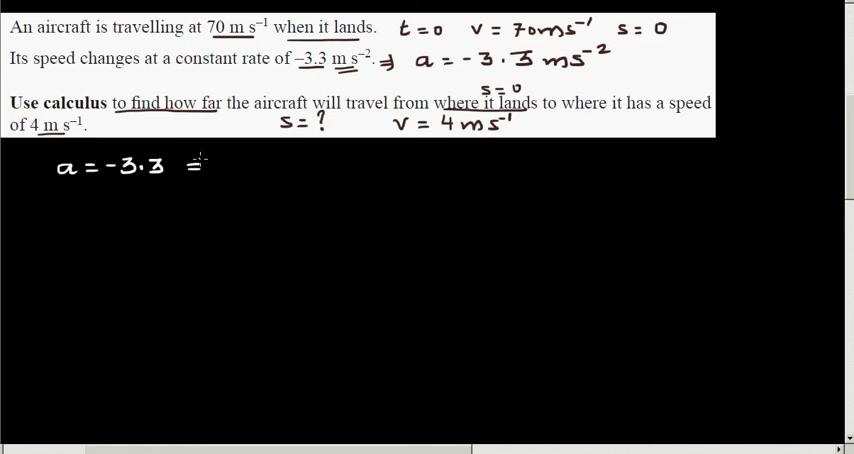 An aircraft is travelling at 70 m s⁻¹ when it lands. t = 0 v = 70ms⁻¹ s = 0
Its speed changes at a constant rate of –3.3 m s⁻². ⇒ a = -3.3 ms⁻²
s = 0
Use calculus to find how far the aircraft will travel from where it lands to where it has a speed
of 4 m s⁻¹. s = ? v = 4 ms⁻¹
a = -3.3 =